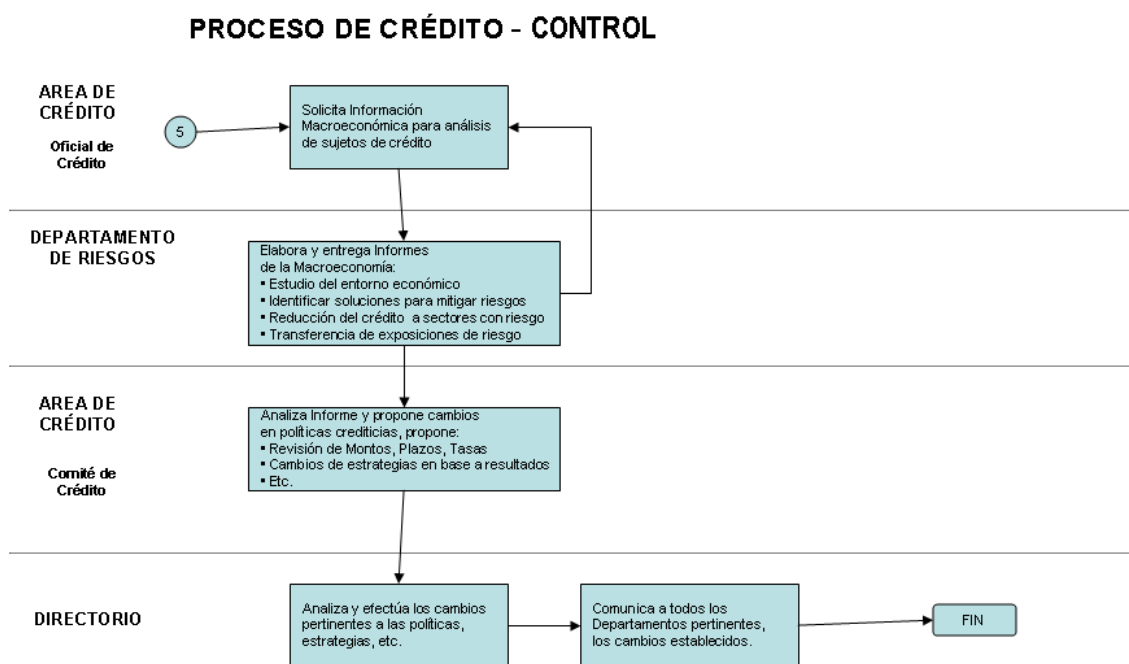 PROCESO DE CRÉDITO - CONTROL
AREA DE
CRÉDITO
Oficial de
Crédito
5
Solicita Información
Macroeconómica para análisis
de sujetos de crédito
DEPARTAMENTO
DE RIESGOS
Elabora y entrega Informes
de la Macroeconomía:
▪ Estudio del entorno económico
▪ Identificar soluciones para mitigar riesgos
▪ Reducción del crédito a sectores con riesgo
▪ Transferencia de exposiciones de riesgo
AREA DE
CRÉDITO
Comité de
Crédito
Analiza Informe y propone cambios
en políticas crediticias, propone:
▪ Revisión de Montos, Plazos, Tasas
▪ Cambios de estrategias en base a resultados
▪ Etc.
DIRECTORIO
Analiza y efectúa los cambios
pertinentes a las políticas,
estrategias, etc.
Comunica a todos los
Departamentos pertinentes,
los cambios establecidos.
FIN